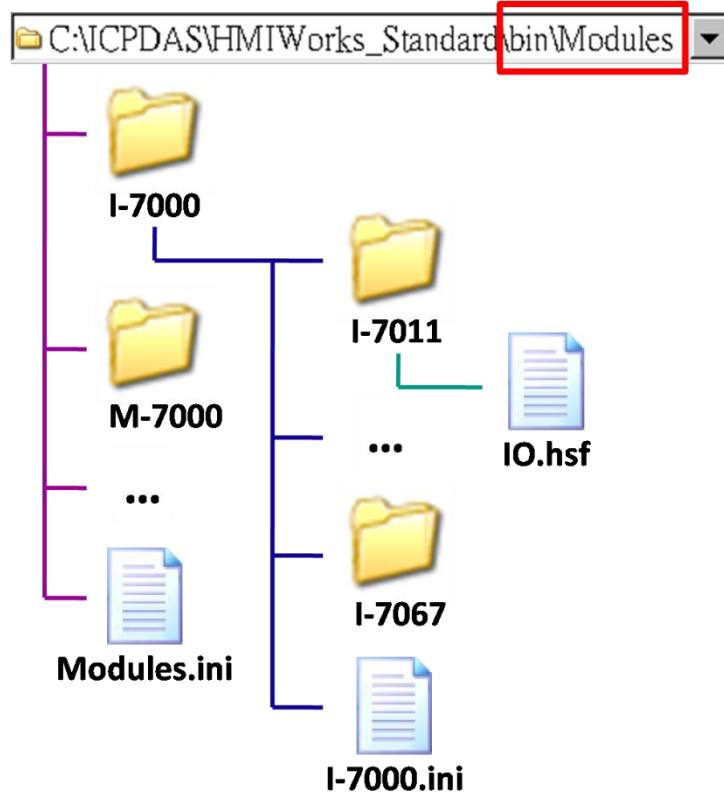 C:\ICPDAS\HMIWorks_Standard\bin\Modules
I-7000
I-7011
M-7000
IO.hsf
...
...
I-7067
Modules.ini
I-7000.ini